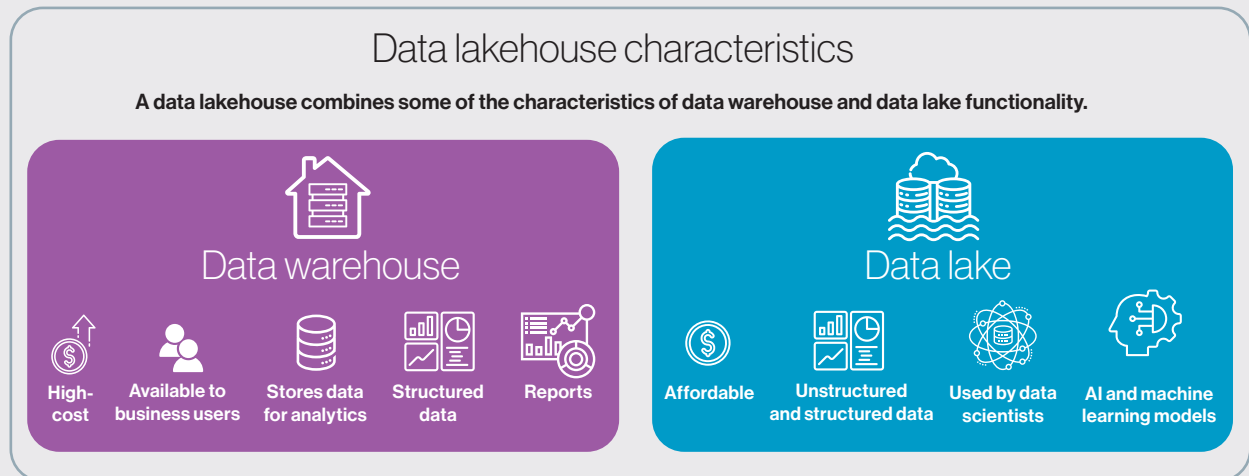 Data lakehouse characteristics
A data lakehouse combines some of the characteristics of data warehouse and data lake functionality.
Data warehouse
High-
cost
Available to
business users
Stores data
for analytics
Structured
data
Reports
Data lake
Affordable
Unstructured
and structured data
Used by data
scientists
AI and machine
learning models